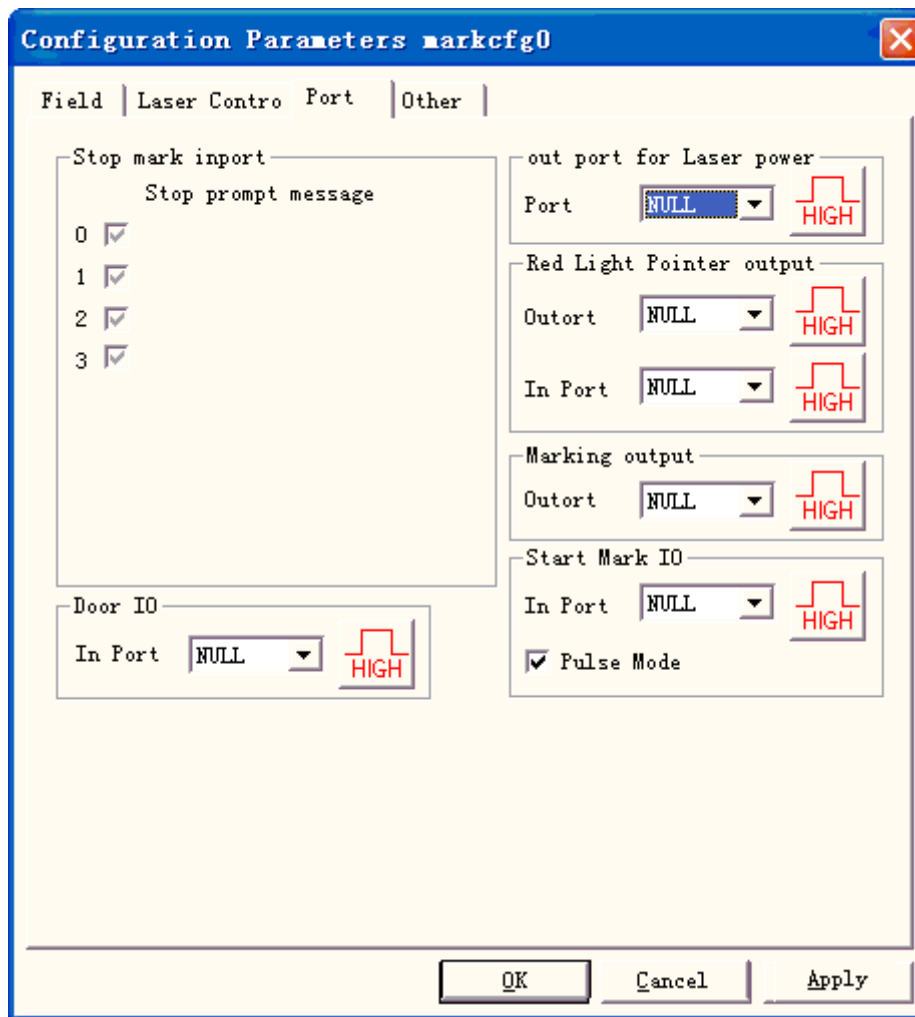 Configuration Parameters markcfg0
Field
Laser Contro
Port
Other
Stop mark inport
Stop prompt message
0
1
2
3
Door IO
In Port NULL HIGH
out port for Laser power
Port NULL HIGH
Red Light Pointer output
Outort NULL HIGH
In Port NULL HIGH
Marking output
Outort NULL HIGH
Start Mark IO
In Port NULL HIGH
Pulse Mode
OK
Cancel
Apply